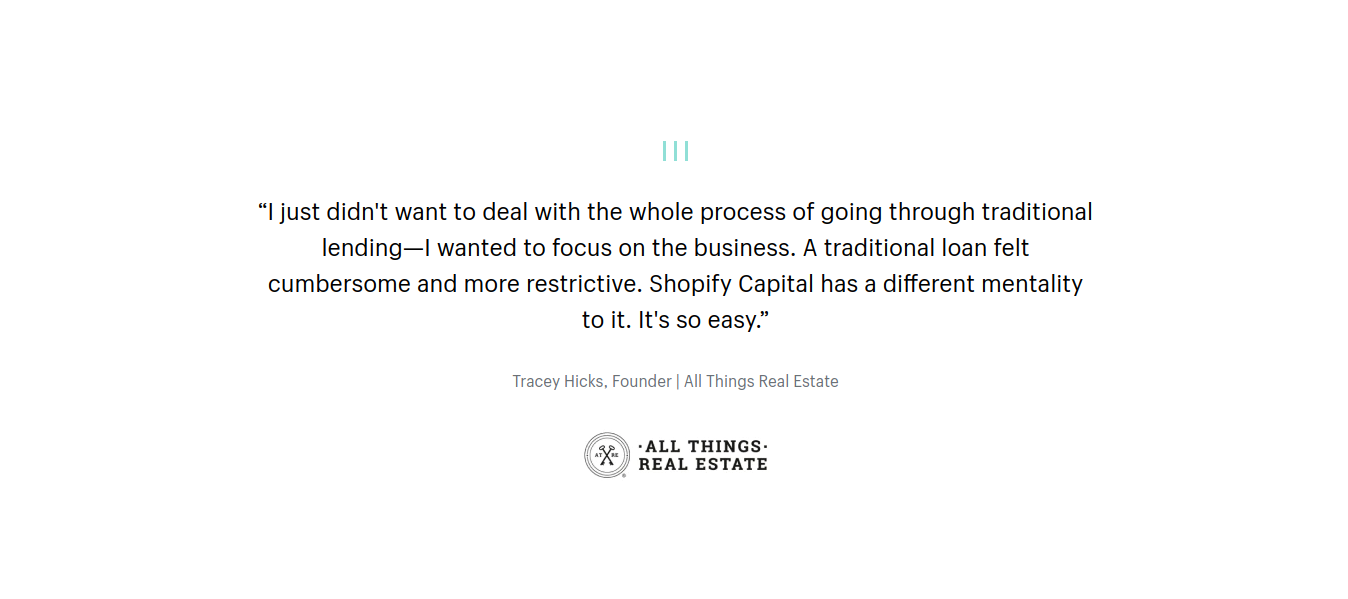 “I just didn't want to deal with the whole process of going through traditional
lending—I wanted to focus on the business. A traditional loan felt
cumbersome and more restrictive. Shopify Capital has a different mentality
to it. It's so easy.”
Tracey Hicks, Founder | All Things Real Estate
AT RE
·ALL THINGS·
REAL ESTATE
®